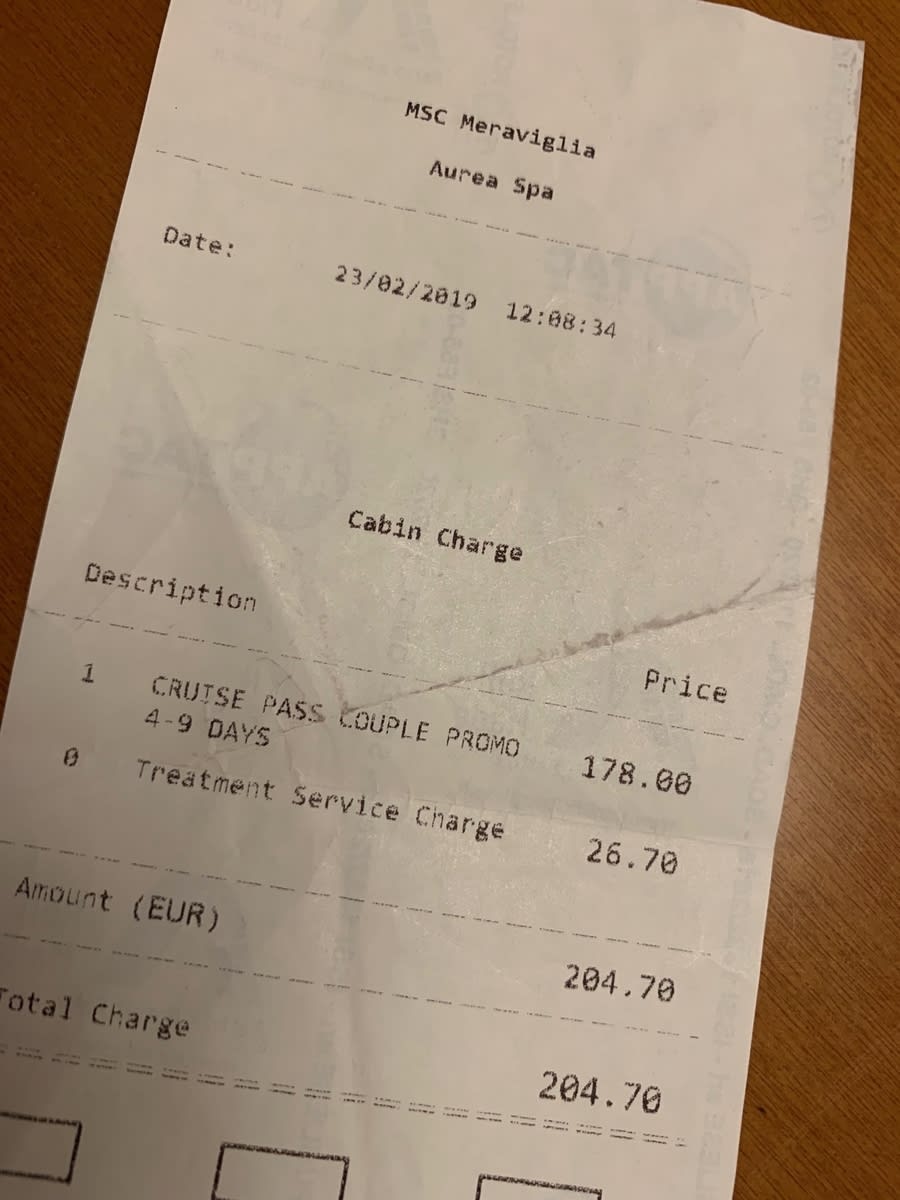 MSC Meraviglia
Aurea Spa
Date:
23/02/2019 12:08:34
Cabin Charge
Description
Price
1 CRUISE PASS COUPLE PROMO 178.00
4-9 DAYS
0 Treatment Service Charge 26.70
Amount (EUR)
204.70
Total Charge
204.70